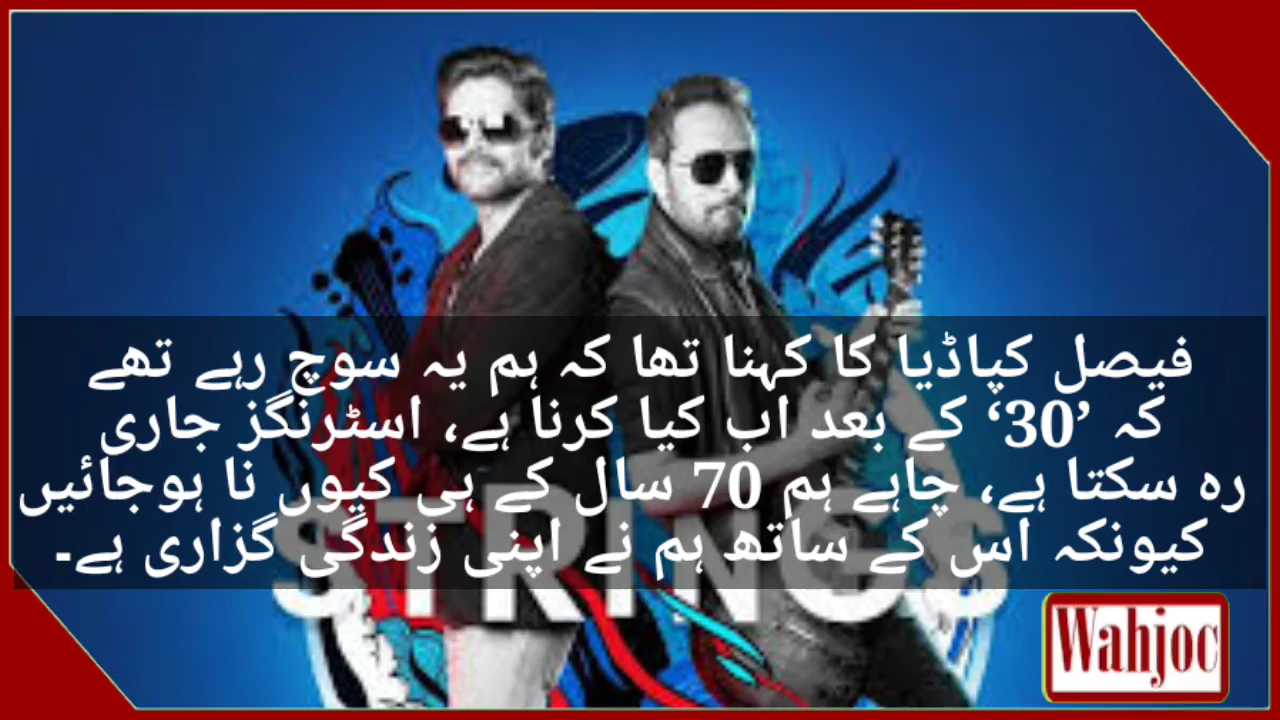 فیصل کپاڈیا کا کہنا تھا کہ ہم یہ سوچ رہے تھے
کہ ’30‘ کے بعد اب کیا کرنا ہے، اسٹرنگز جاری
رہ سکتا ہے، چاہے ہم 70 سال کے ہی کیوں نا ہوجائیں
کیونکہ اس کے ساتھ ہم نے اپنی زندگی گزاری ہے۔
STRINGS
Wahjoc